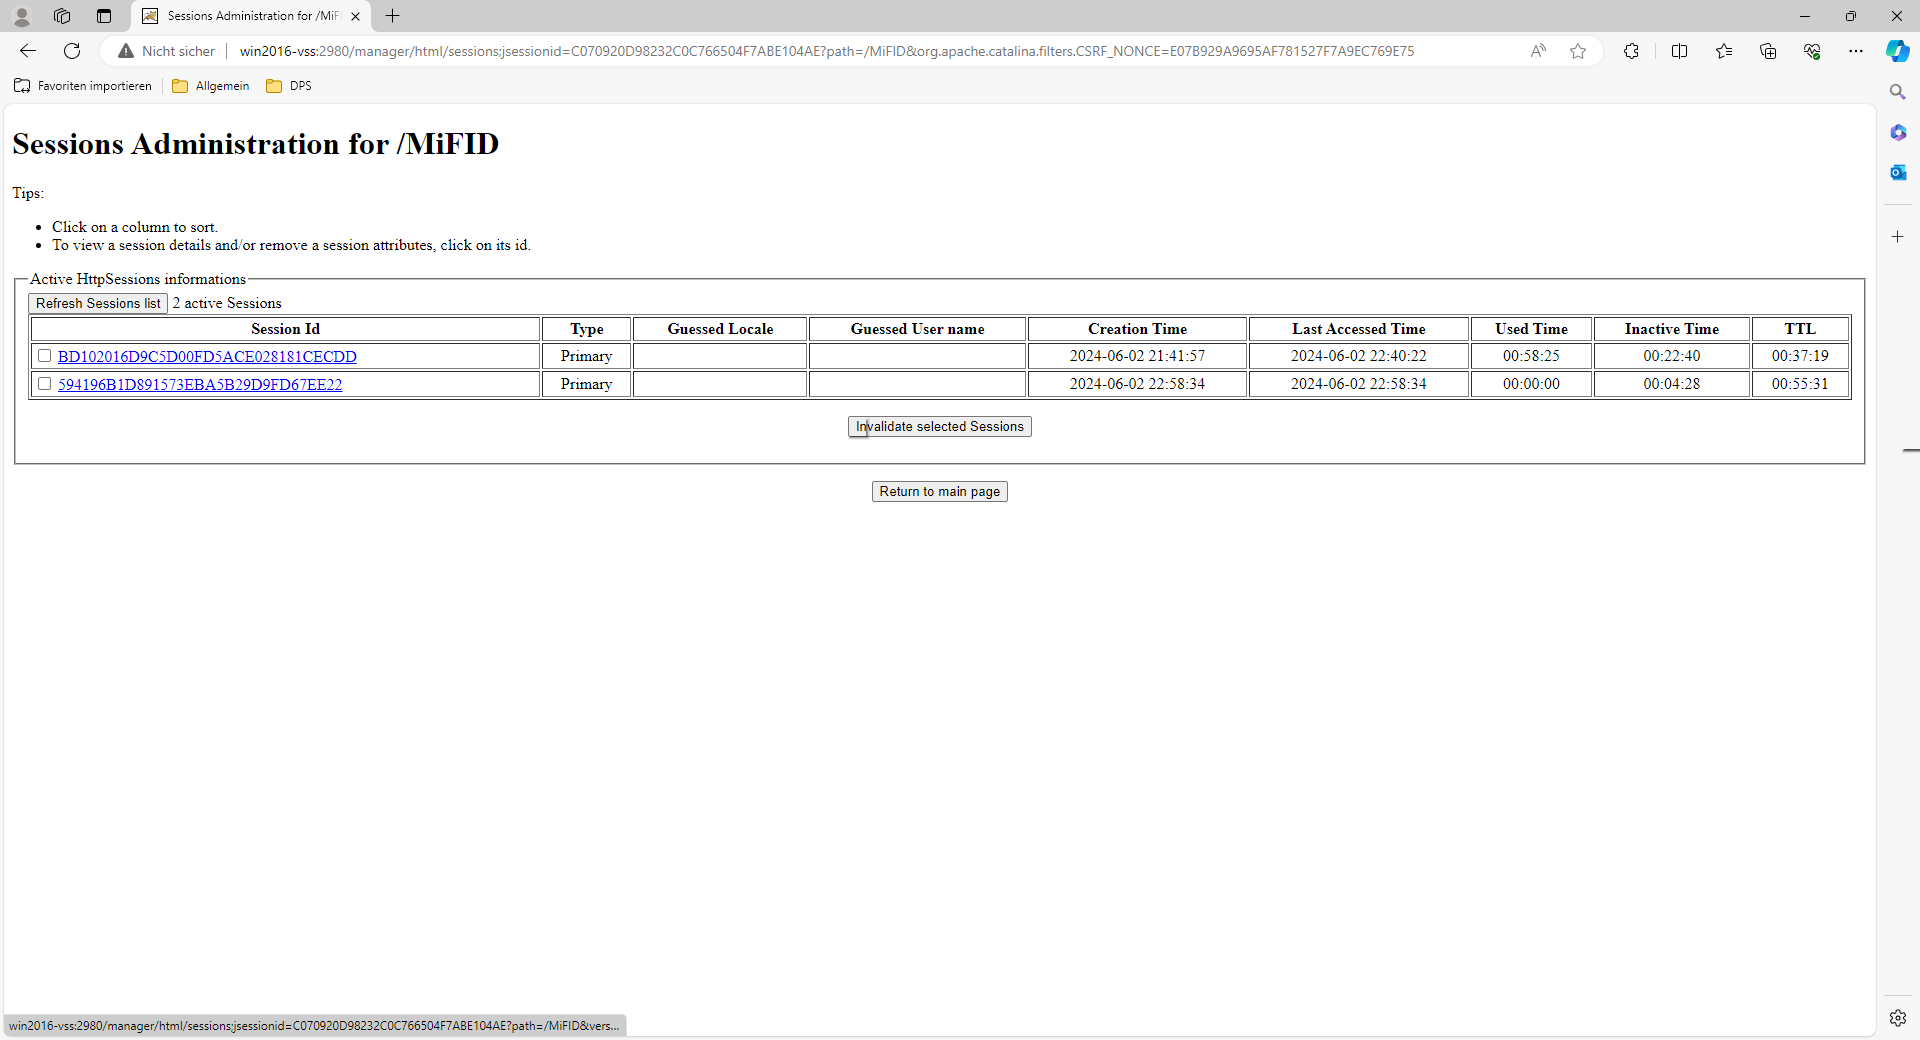 Sessions Administration for /MiF
Nicht sicher
win2016-vss:2980/manager/html/sessions;jsessionid=C070920D98232C0C766504F7ABE104AE?path=/MiFID&org.apache.catalina.filters.CSRF_NONCE=E07B929A9695AF781527F7A9EC769E75
Favoriten importieren Allgemein DPS
Sessions Administration for /MiFID
Tips:
• Click on a column to sort.
• To view a session details and/or remove a session attributes, click on its id.
Active HttpSessions informations
Refresh Sessions list 2 active Sessions
Session Id Type Guessed Locale Guessed User name Creation Time Last Accessed Time Used Time Inactive Time TTL
BD102016D9C5D00FD5ACE028181CECDD Primary 2024-06-02 21:41:57 2024-06-02 22:40:22 00:58:25 00:22:40 00:37:19
594196B1D891573EBA5B29D9FD67EE22 Primary 2024-06-02 22:58:34 2024-06-02 22:58:34 00:00:00 00:04:28 00:55:31
Invalidate selected Sessions
Return to main page
win2016-vss:2980/manager/html/sessions;jsessionid=C070920D98232C0C766504F7ABE104AE?path=/MiFID&vers...